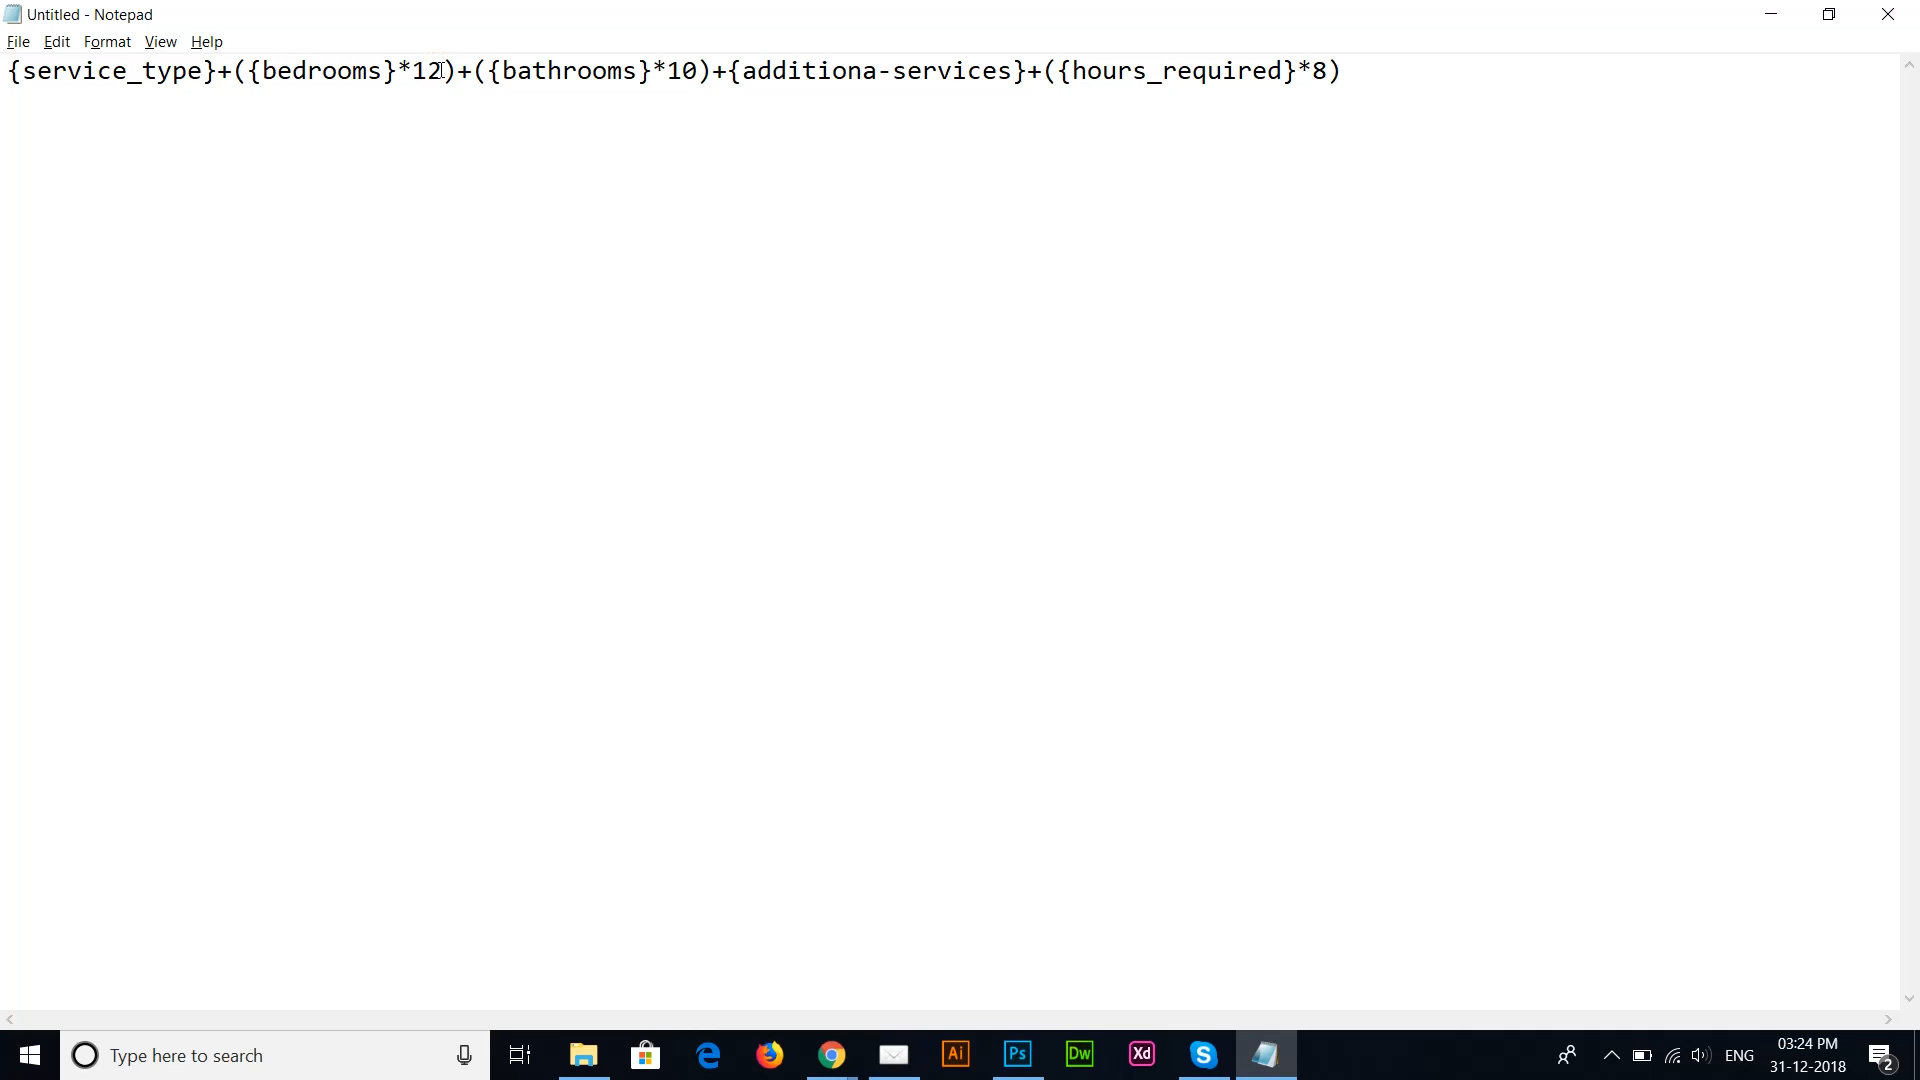 Untitled - Notepad
File Edit Format View Help
{service_type}+({bedrooms}*12)+({bathrooms}*10)+{additiona-services}+({hours_required}*8)
Type here to search
Ai
Ps
Dw
Xd
ENG
03:24 PM
31-12-2018
2